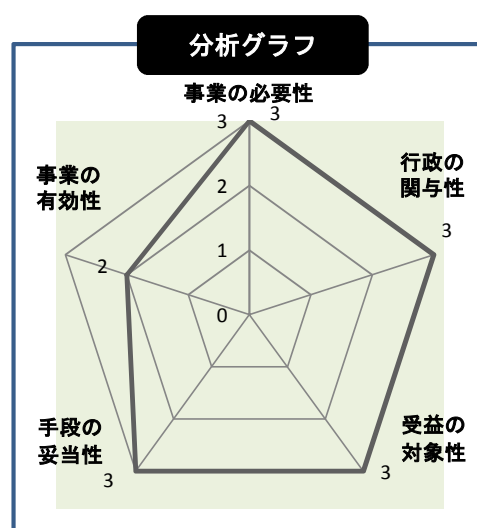 分析グラフ
事業の必要性
3
3
行政の
関与性
3
事業の
有効性
2
2
1
0
受益の
対象性
3
手段の
妥当性
3